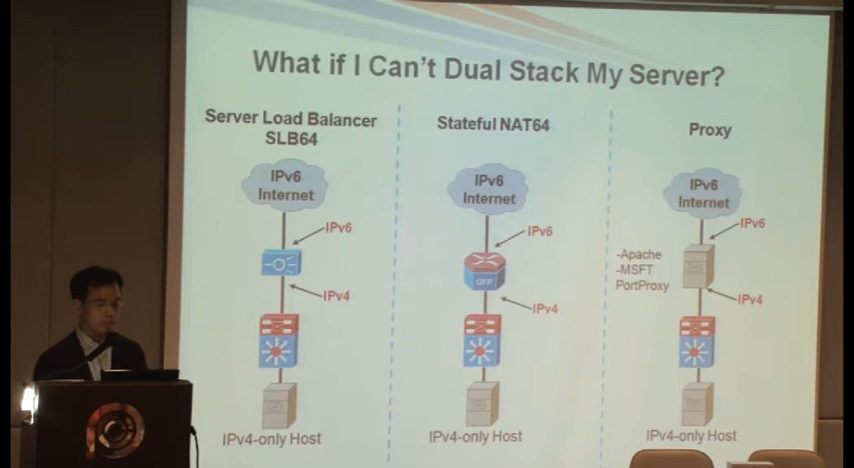 What if I Can't Dual Stack My Server?
Server Load Balancer
SLB64
IPv6
Internet
IPv6
IPv4
IPv4-only Host
Stateful NAT64
IPv6
Internet
IPv6
QFP
IPv4
IPv4-only Host
Proxy
IPv6
Internet
IPv6
-Apache
-MSFT
PortProxy
IPv4
IPv4-only Host